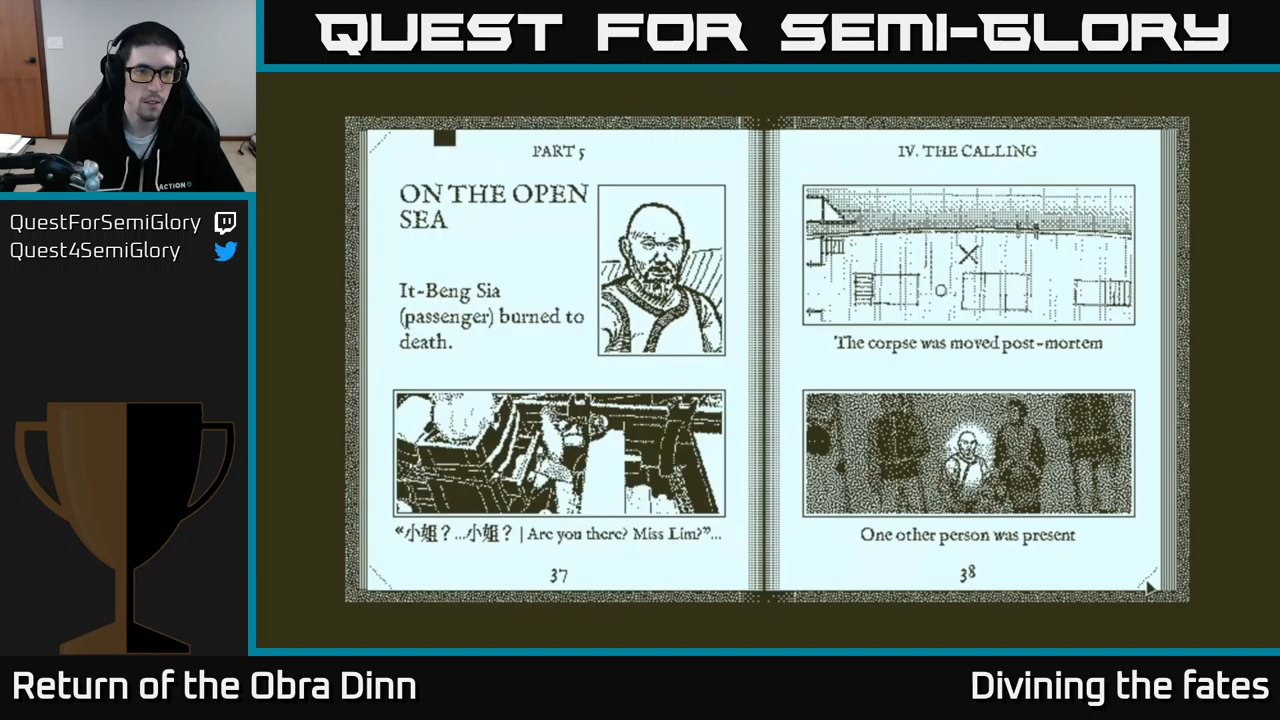 QUEST FOR SEMI-GLORY
ACTION
QuestForSemiGlory
Quest4SemiGlory
PART 5
ON THE OPEN
SEA
It-Beng Sia
(passenger) burned to
death.
“小姐？...小姐？ | Are you there? Miss Lim?”...
37
IV. THE CALLING
The corpse was moved post-mortem
One other person was present
38
Return of the Obra Dinn
Divining the fates